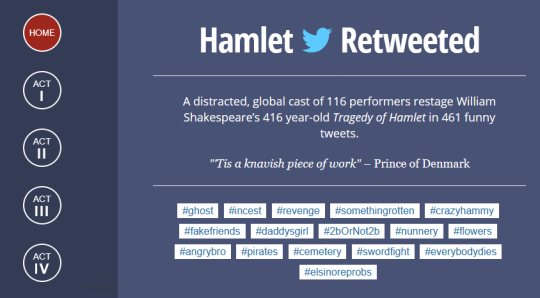 HOME
ACT
I
ACT
II
ACT
III
ACT
IV
Hamlet Retweeted
A distracted, global cast of 116 performers restage William
Shakespeare's 416 year-old Tragedy of Hamlet in 461 funny
tweets.
"'Tis a knavish piece of work" – Prince of Denmark
#ghost #incest #revenge #somethingrotten #crazyhammy
#fakefriends #daddysgirl #2bOrNot2b #nunnery #flowers
#angrybro #pirates #cemetery #swordfight #everybodydies
#elsinoreprobs